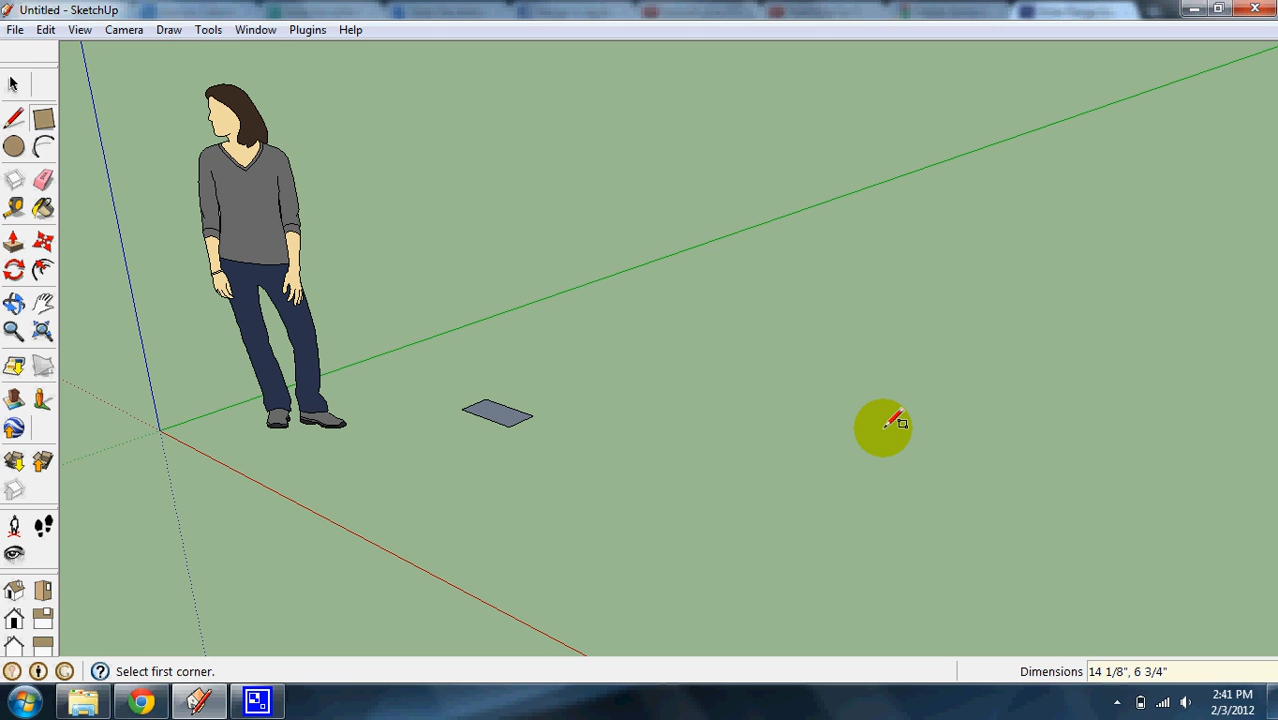 Untitled - SketchUp
File Edit View Camera Draw Tools Window Plugins Help
Select first corner.
Dimensions 14 1/8", 6 3/4"
2:41 PM
2/3/2012